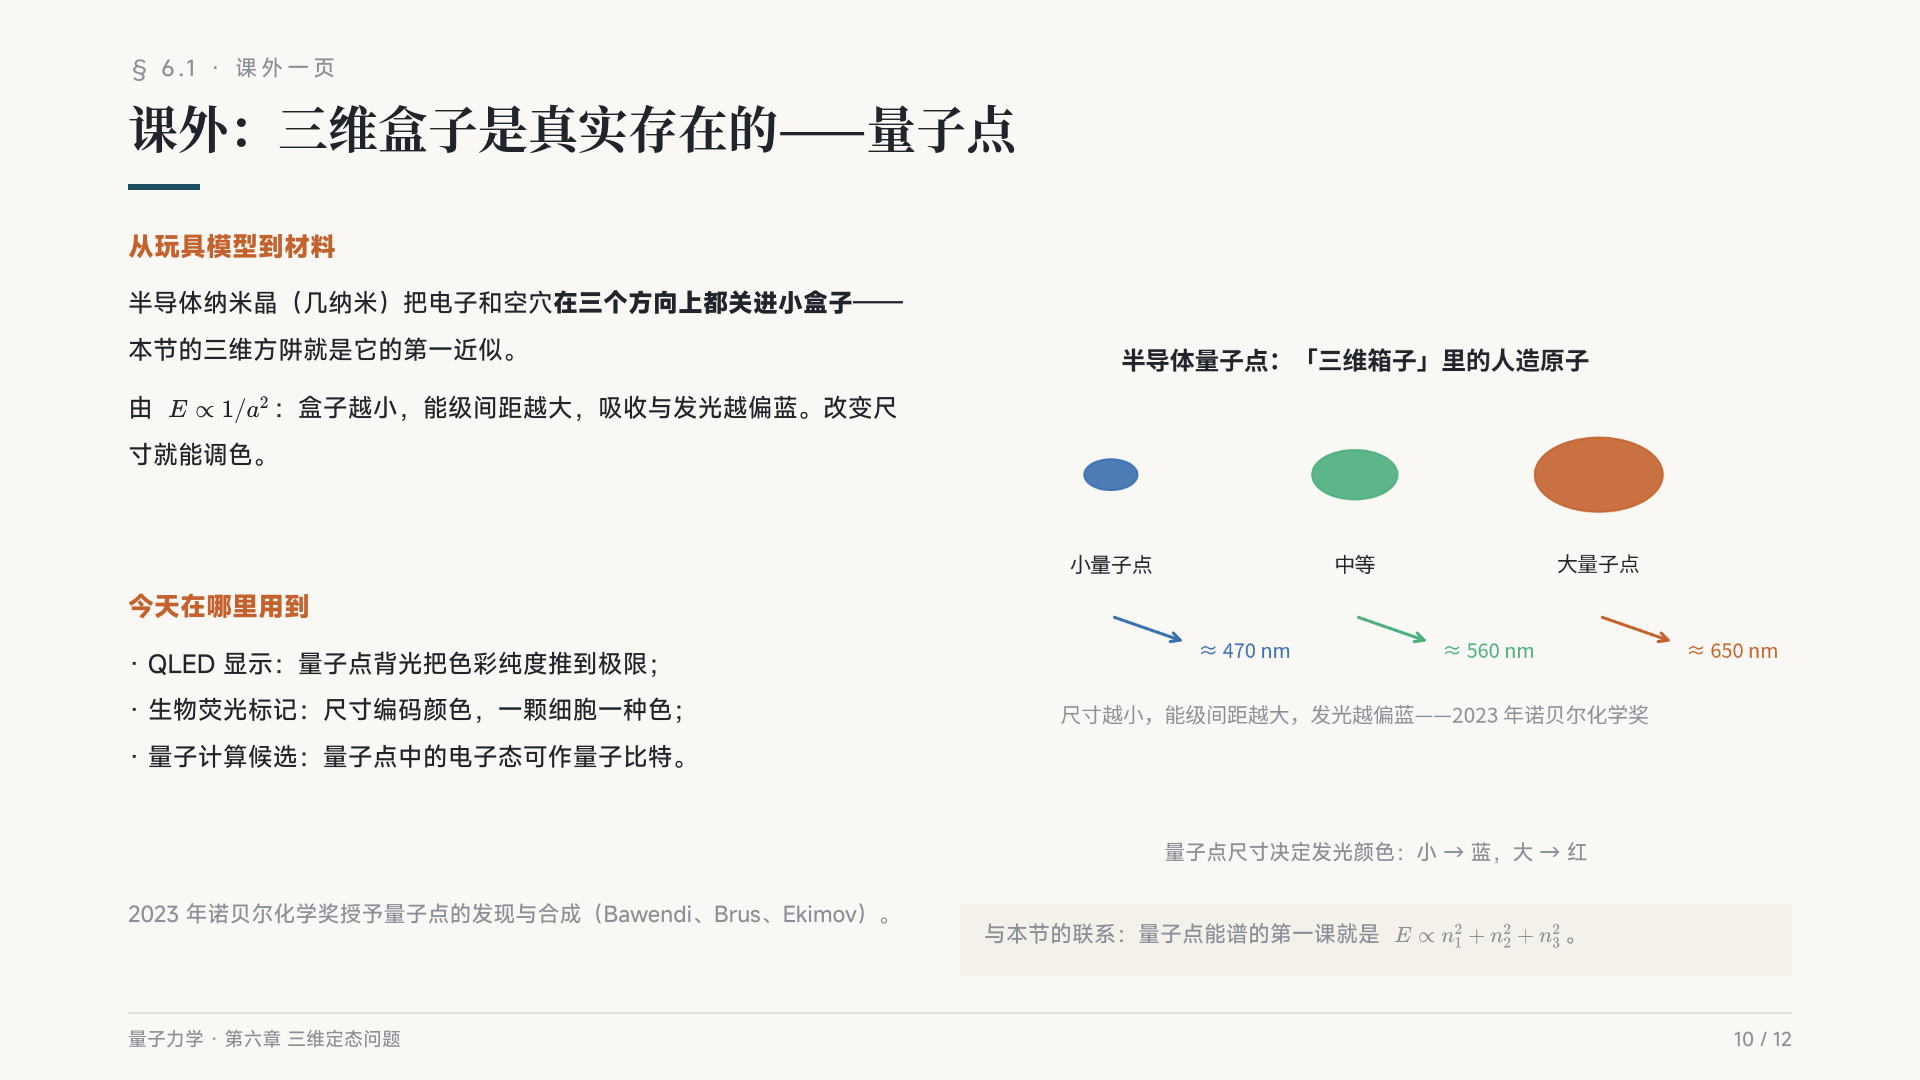 § 6.1 · 课外一页
课外：三维盒子是真实存在的——量子点
从玩具模型到材料
半导体纳米晶（几纳米）把电子和空穴在三个方向上都关进小盒子——
本节的三维方阱就是它的第一近似。
由 E ∝ 1/a²：盒子越小，能级间距越大，吸收与发光越偏蓝。改变尺
寸就能调色。
今天在哪里用到
· QLED 显示：量子点背光把色彩纯度推到极限；
· 生物荧光标记：尺寸编码颜色，一颗细胞一种色；
· 量子计算候选：量子点中的电子态可作量子比特。
2023 年诺贝尔化学奖授予量子点的发现与合成（Bawendi、Brus、Ekimov）。
半导体量子点：「三维箱子」里的人造原子
小量子点 中等 大量子点
≈ 470 nm ≈ 560 nm ≈ 650 nm
尺寸越小，能级间距越大，发光越偏蓝——2023 年诺贝尔化学奖
量子点尺寸决定发光颜色：小 → 蓝，大 → 红
与本节的联系：量子点能谱的第一课就是 E ∝ n₁² + n₂² + n₃²。
量子力学 · 第六章 三维定态问题
10 / 12